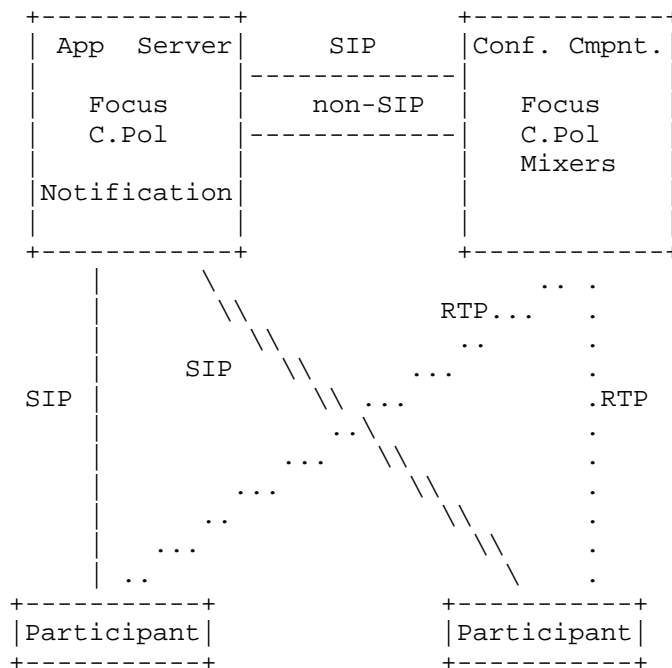 App Server SIP Conf. Cmpnt.
Focus non-SIP Focus
C.Pol C.Pol
Mixers
Notification
RTP
SIP
SIP RTP
Participant Participant